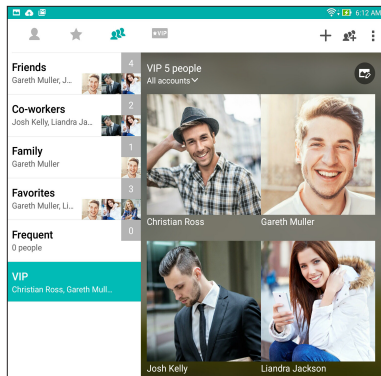 6:12 AM
VIP
Friends
4
Gareth Muller, J...
Co-workers
2
Josh Kelly, Liandra Ja...
Family
1
Gareth Muller
Favorites
3
Gareth Muller, Li...
Frequent
0
0 people
VIP
Christian Ross, Gareth Mull...
VIP 5 people
All accounts
Christian Ross
Gareth Muller
Josh Kelly
Liandra Jackson